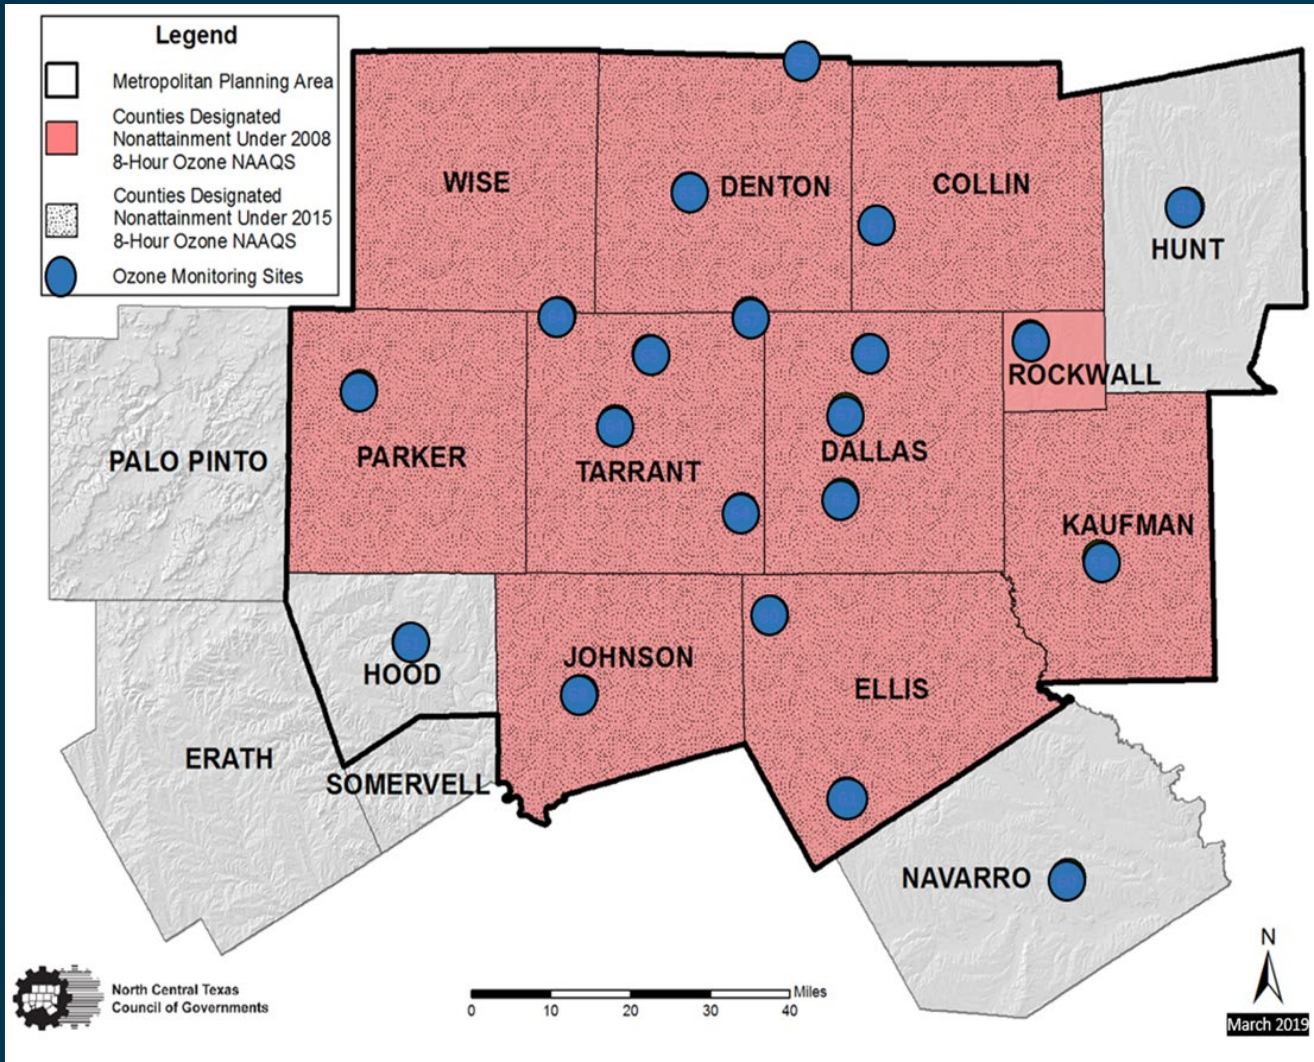 Legend
Metropolitan Planning Area
Counties Designated
Nonattainment Under 2008
8-Hour Ozone NAAQS
Counties Designated
Nonattainment Under 2015
8-Hour Ozone NAAQS
Ozone Monitoring Sites
WISE
DENTON
COLLIN
HUNT
ROCKWALL
PALO PINTO
PARKER
TARRANT
DALLAS
KAUFMAN
HOOD
JOHNSON
ELLIS
ERATH
SOMERVELL
NAVARRO
North Central Texas
Council of Governments
Miles
0 10 20 30 40
N
March 2019